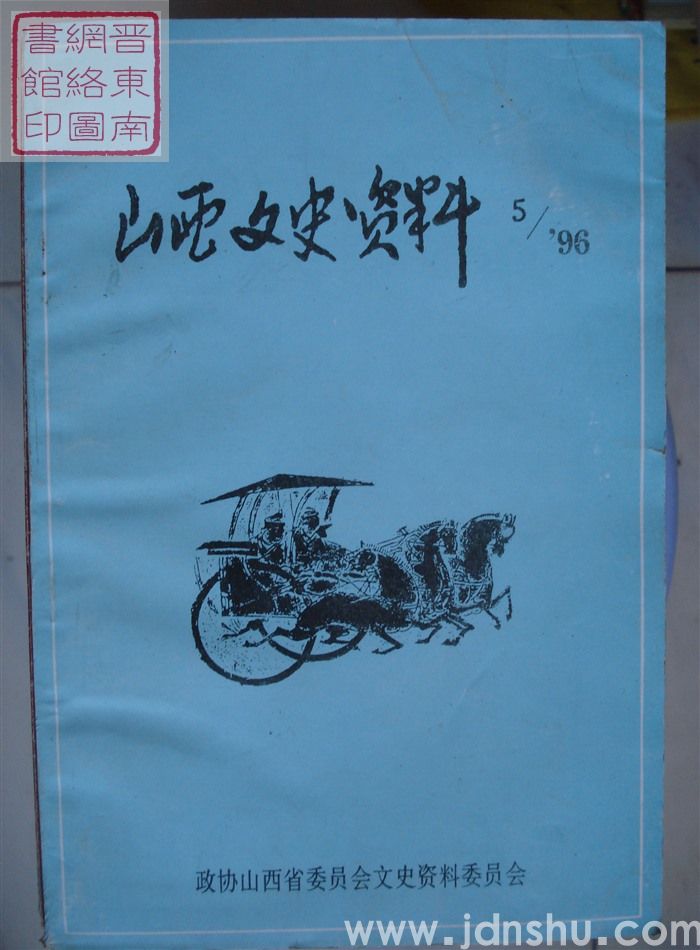 晋東南
網絡圖
書館印
山西文史资料 5/'96
政协山西省委员会文史资料委员会
www.jdnshu.com